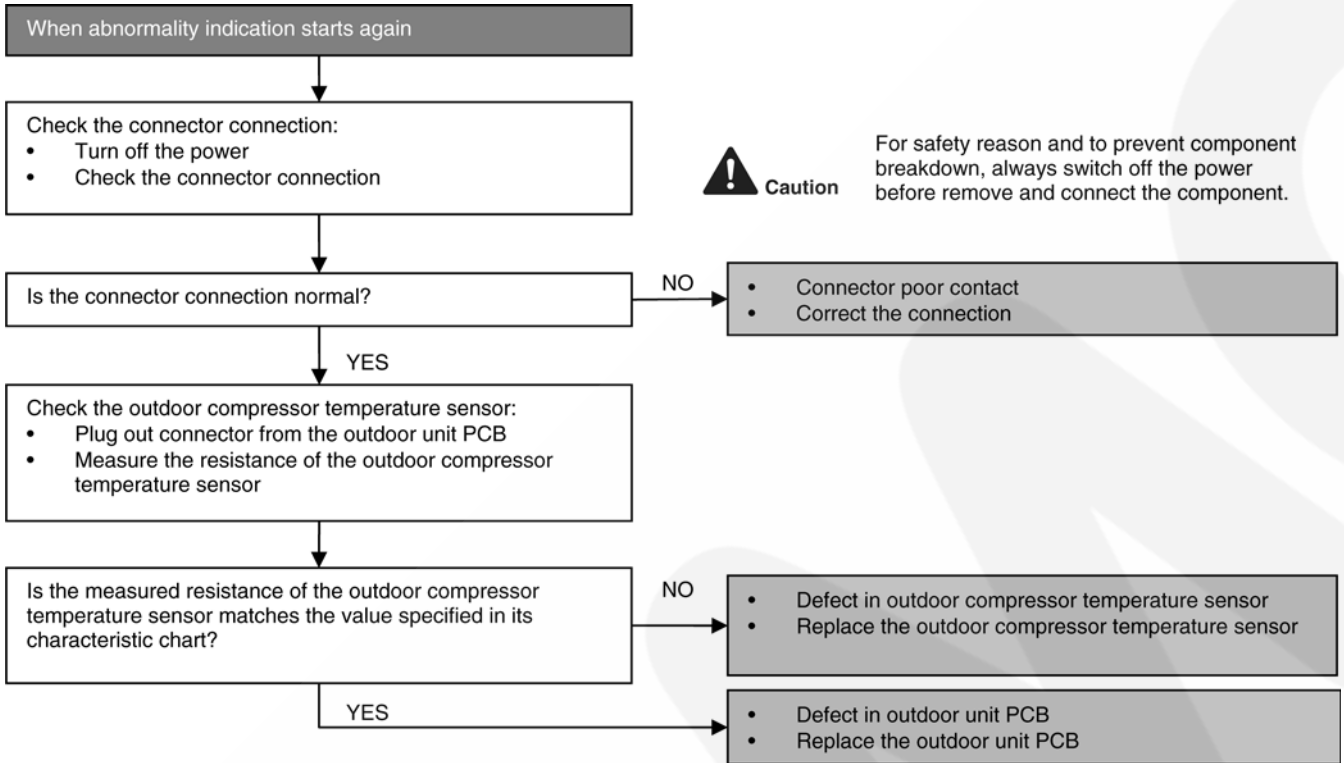 When abnormality indication starts again
Check the connector connection:
• Turn off the power
• Check the connector connection
Caution
For safety reason and to prevent component
breakdown, always switch off the power
before remove and connect the component.
Is the connector connection normal?
NO
• Connector poor contact
• Correct the connection
YES
Check the outdoor compressor temperature sensor:
• Plug out connector from the outdoor unit PCB
• Measure the resistance of the outdoor compressor
temperature sensor
Is the measured resistance of the outdoor compressor
temperature sensor matches the value specified in its
characteristic chart?
NO
• Defect in outdoor compressor temperature sensor
• Replace the outdoor compressor temperature sensor
YES
• Defect in outdoor unit PCB
• Replace the outdoor unit PCB